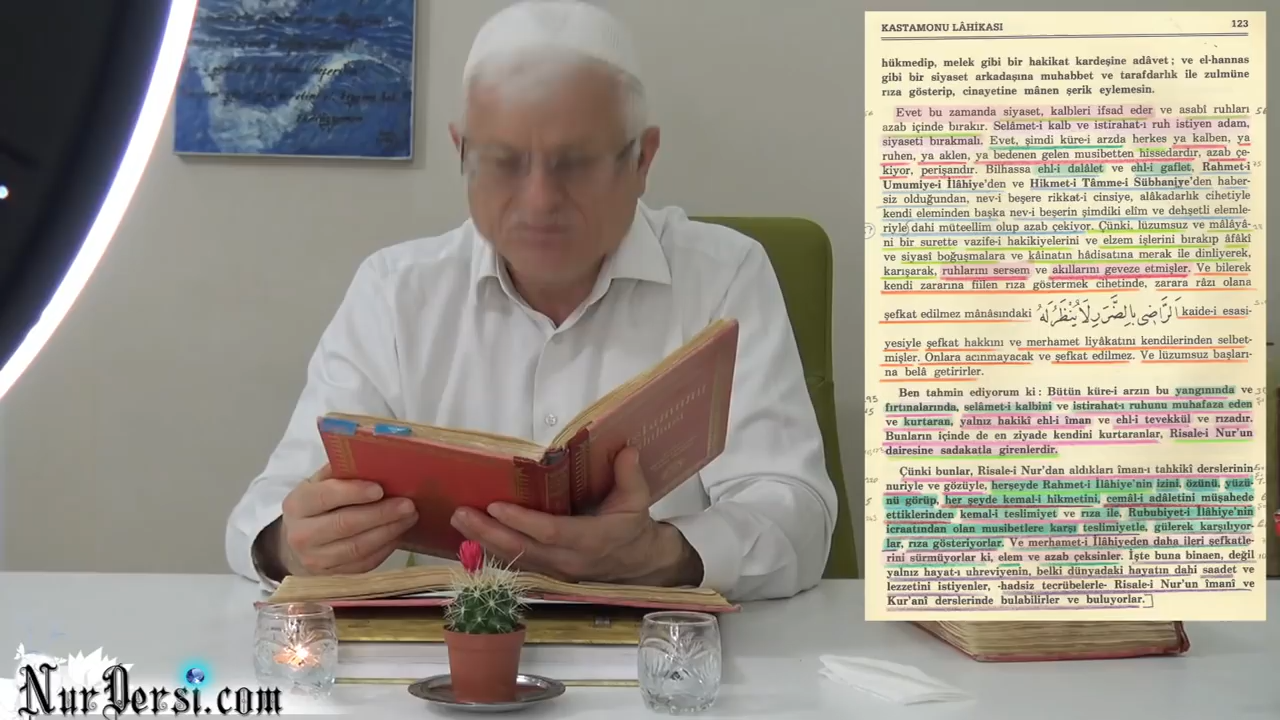 KASTAMONU LÂHİKASI 123
hükmedip, melek gibi bir hakikat kardeşine adâvet; ve el-hannas
gibi bir siyaset arkadaşına muhabbet ve tarafdarlık ile zulmüne
rıza gösterip, cinayetine mânen şerik eylemesin.
Evet bu zamanda siyaset, kalbleri ifsad eder ve asabî ruhları
azab içinde bırakır. Selâmet-i kalb ve istirahat-ı ruh istiyen adam,
siyaseti bırakmalı. Evet, şimdi küre-i arzda herkes ya kalben, ya
ruhen, ya aklen, ya bedenen gelen musibetten hissedardır, azab çe-
kiyor, perişandır. Bilhassa ehl-i dalâlet ve ehl-i gaflet, Rahmet-i
Umumiye-i İlâhiye'den ve Hikmet-i Tâmme-i Sübhaniye'den haber-
siz olduğundan, nev-i beşere rikkat-i cinsiye, alâkadarlık cihetiyle
kendi eleminden başka nev-i beşerin şimdiki elîm ve dehşetli elemle-
riyle dahi müteellim olup azab çekiyor. Çünki, lüzumsuz ve mâlâyâ-
ni bir surette vazife-i hakikiyelerini ve elzem işlerini bırakıp âfâkî
ve siyasî boğuşmalara ve kâinatın hâdisatına merak ile dinliyerek,
karışarak, ruhlarını sersem ve akıllarını geveze etmişler. Ve bilerek
kendi zararına fiilen rıza göstermek cihetinde, zarara râzı olana
şefkat edilmez mânâsındaki اَلرَّاضِى بِالضَّرَرِ لاَ يُنْظَرُ لَهُ kaide-i esasi-
yesiyle şefkat hakkını ve merhamet liyâkatını kendilerinden selbet-
mişler. Onlara acınmayacak ve şefkat edilmez. Ve lüzumsuz başları-
na belâ getirirler.
Ben tahmin ediyorum ki: Bütün küre-i arzın bu yangınında ve
fırtınalarında, selâmet-i kalbini ve istirahat-ı ruhunu muhafaza eden
ve kurtaran, yalnız hakikî ehl-i iman ve ehl-i tevekkül ve rızadır.
Bunların içinde de en ziyade kendini kurtaranlar, Risale-i Nur'un
dairesine sadakatla girenlerdir.
Çünki bunlar, Risale-i Nur'dan aldıkları îman-ı tahkikî derslerinin
nuriyle ve gözüyle, herşeyde Rahmet-i İlâhiye'nin izini, özünü, yüzü-
nü görüp, her şeyde kemal-i hikmetini, cemâl-i adâletini müşahede
ettiklerinden kemal-i teslimiyet ve rıza ile, Rububiyet-i İlâhiye'nin
icraatından olan musibetlere karşı teslimiyetle, gülerek karşılıyor-
lar, rıza gösteriyorlar. Ve merhamet-i İlâhiyeden daha ileri şefkatle-
rini sürmüyorlar ki, elem ve azab çeksinler. İşte buna binaen, değil
yalnız hayat-ı uhreviyenin, belki dünyadaki hayatın dahi saadet ve
lezzetini istiyenler, -hadsiz tecrübelerle- Risale-i Nur'un îmanî ve
Kur'anî derslerinde bulabilirler ve buluyorlar.
NurDersi.com